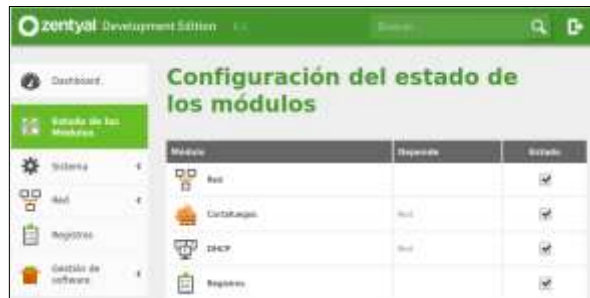 zentyal Development Edition
Buscar...
Dashboard
Configuración del estado de
los módulos
Estado de los
Módulos
Sistema
Red
Registros
Gestión de
software
Módulo Depende Estado
Red
Cortafuegos Red
DHCP Red
Registros